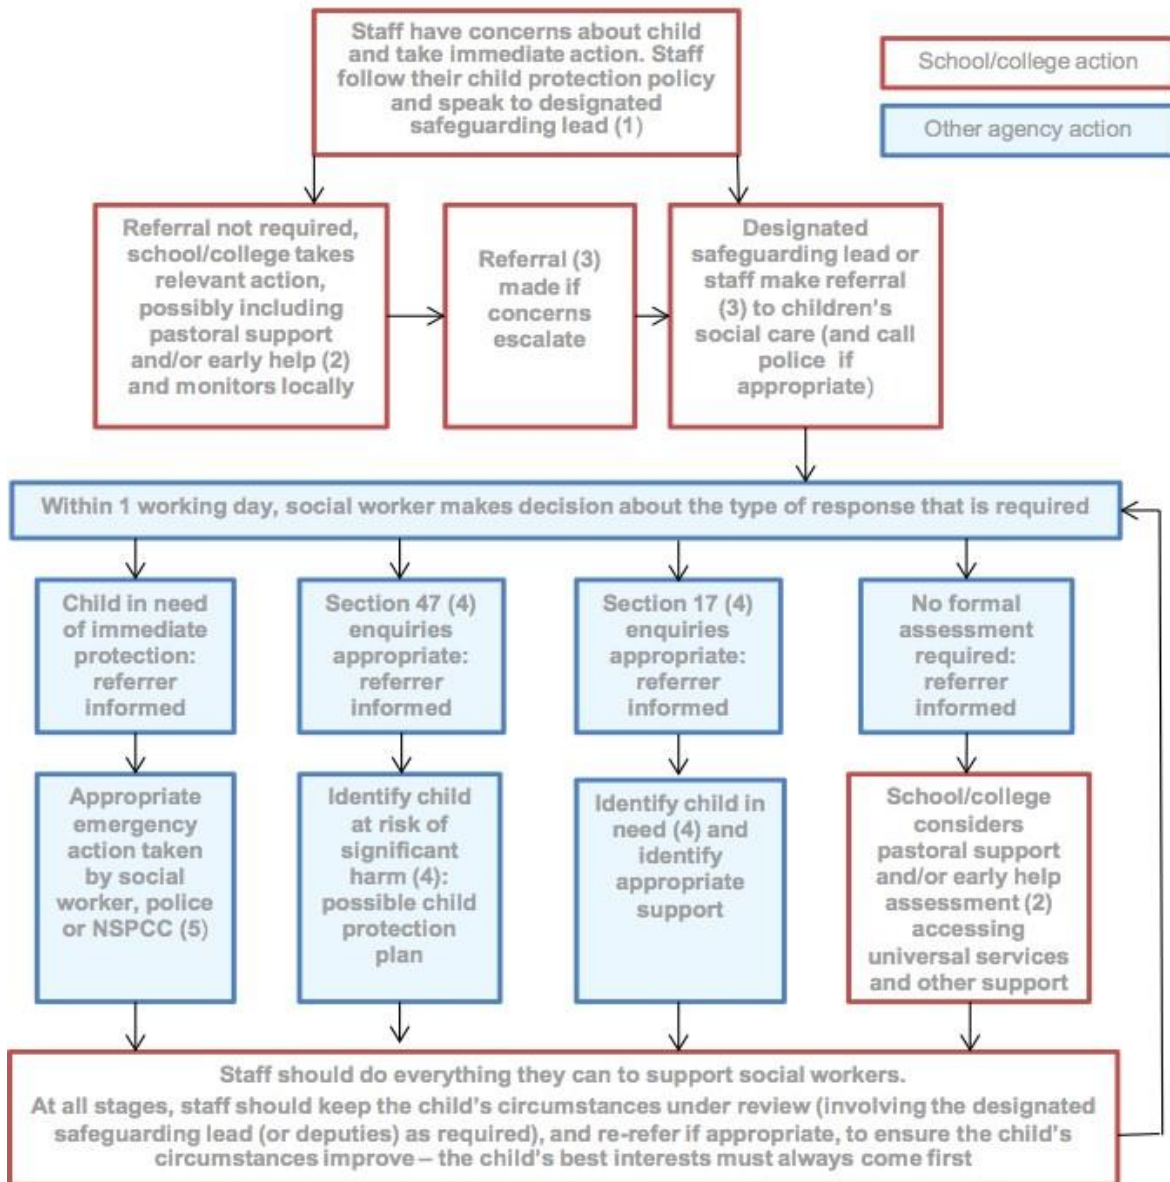 Staff have concerns about child
and take immediate action. Staff
follow their child protection policy
and speak to designated
safeguarding lead (1)
School/college action
Other agency action
Referral not required,
school/college takes
relevant action,
possibly including
pastoral support
and/or early help (2)
and monitors locally
Referral (3)
made if
concerns
escalate
Designated
safeguarding lead or
staff make referral
(3) to children's
social care (and call
police if
appropriate)
Within 1 working day, social worker makes decision about the type of response that is required
Child in need
of immediate
protection:
referrer
informed
Section 47 (4)
enquiries
appropriate:
referrer
informed
Section 17 (4)
enquiries
appropriate:
referrer
informed
No formal
assessment
required:
referrer
informed
Appropriate
emergency
action taken
by social
worker, police
or NSPCC (5)
Identify child
at risk of
significant
harm (4):
possible child
protection
plan
Identify child in
need (4) and
identify
appropriate
support
School/college
considers
pastoral support
and/or early help
assessment (2)
accessing
universal services
and other support
Staff should do everything they can to support social workers.
At all stages, staff should keep the child's circumstances under review (involving the designated
safeguarding lead (or deputies) as required), and re-refer if appropriate, to ensure the child's
circumstances improve – the child's best interests must always come first